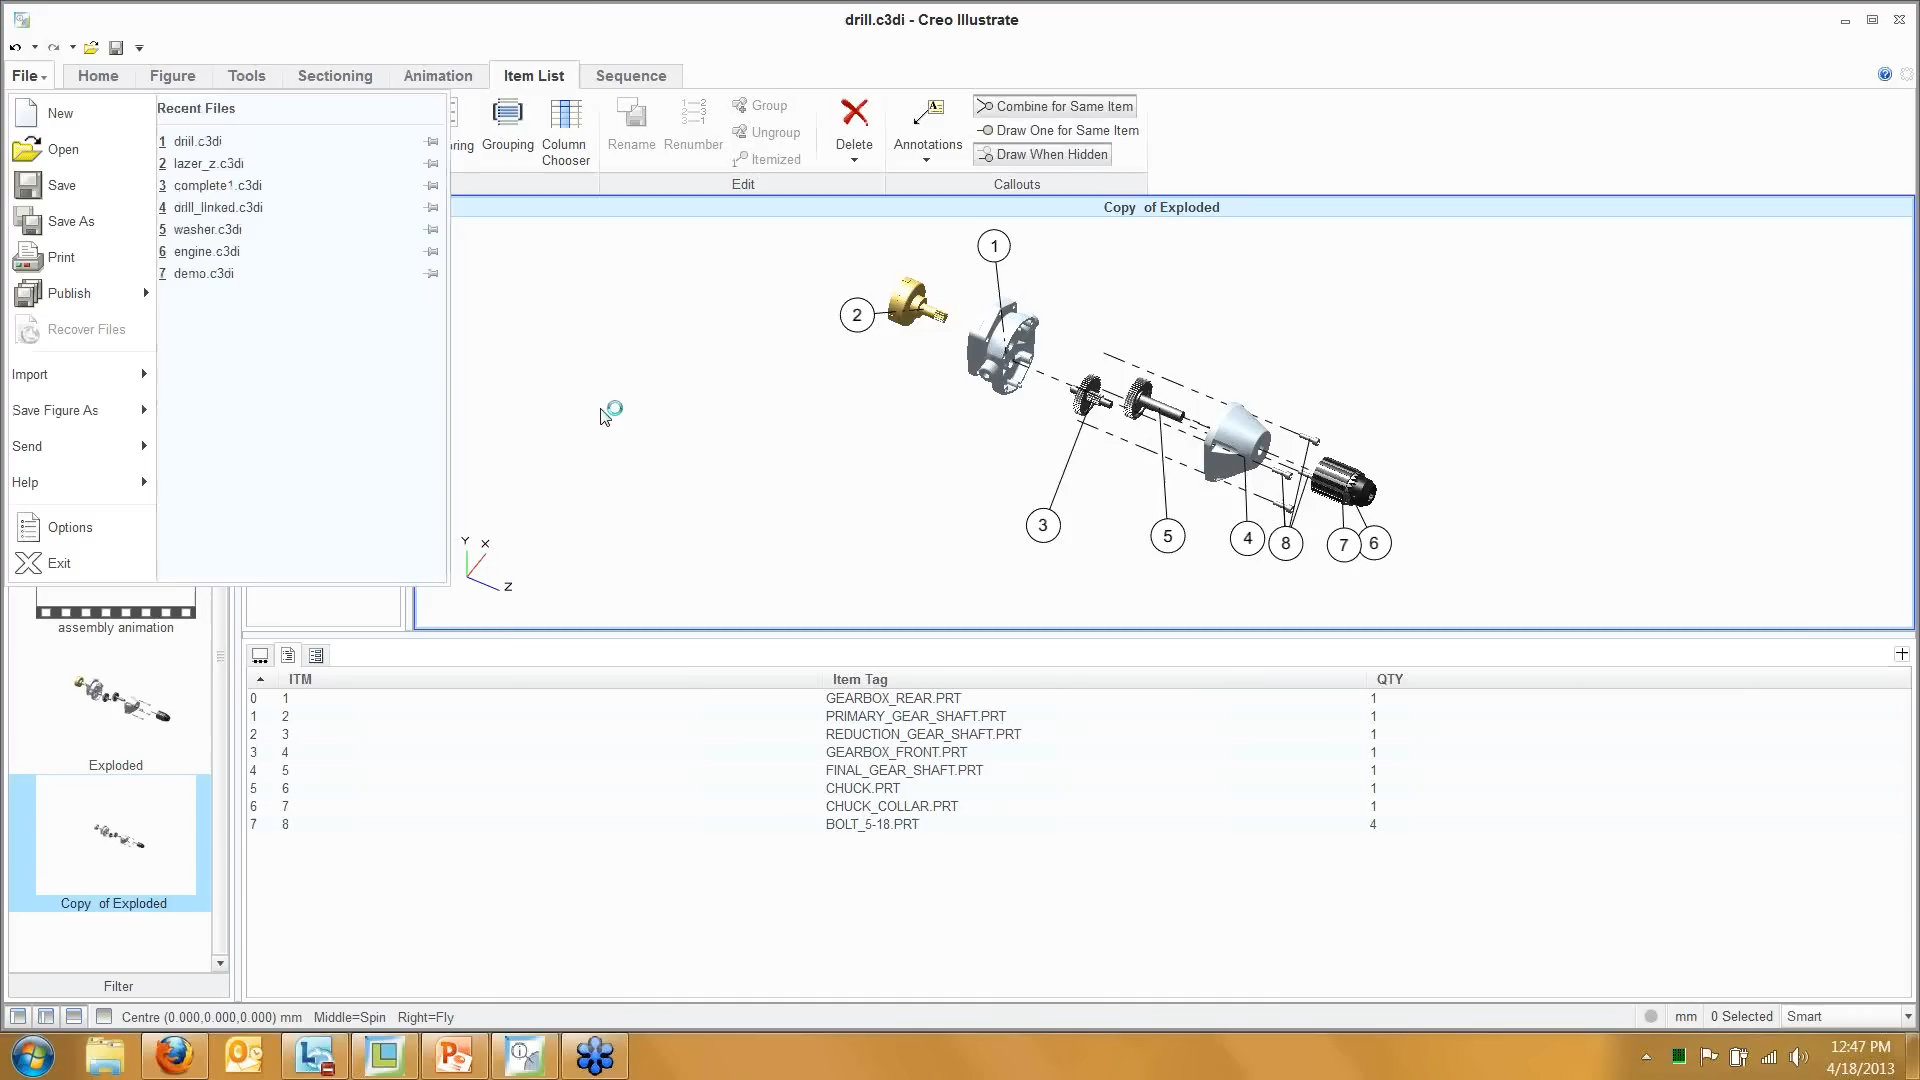 drill.c3di - Creo Illustrate
File Home Figure Tools Sectioning Animation Item List Sequence
New
Open
Save
Save As
Print
Publish
Recover Files
Import
Save Figure As
Send
Help
Options
Exit
Recent Files
1 drill.c3di
2 lazer_z.c3di
3 complete1.c3di
4 drill_linked.c3di
5 washer.c3di
6 engine.c3di
7 demo.c3di
Grouping
Column Chooser
Rename
Renumber
Group
Ungroup
Itemized
Edit
Delete
Annotations
Combine for Same Item
Draw One for Same Item
Draw When Hidden
Callouts
Copy of Exploded
1
2
3
5
4
8
7
6
Y X
Z
assembly animation
Exploded
Copy of Exploded
Filter
ITM Item Tag QTY
0 1 GEARBOX_REAR.PRT 1
1 2 PRIMARY_GEAR_SHAFT.PRT 1
2 3 REDUCTION_GEAR_SHAFT.PRT 1
3 4 GEARBOX_FRONT.PRT 1
4 5 FINAL_GEAR_SHAFT.PRT 1
5 6 CHUCK.PRT 1
6 7 CHUCK_COLLAR.PRT 1
7 8 BOLT_5-18.PRT 4
Centre (0.000,0.000,0.000) mm Middle=Spin Right=Fly
mm 0 Selected Smart
12:47 PM
4/18/2013